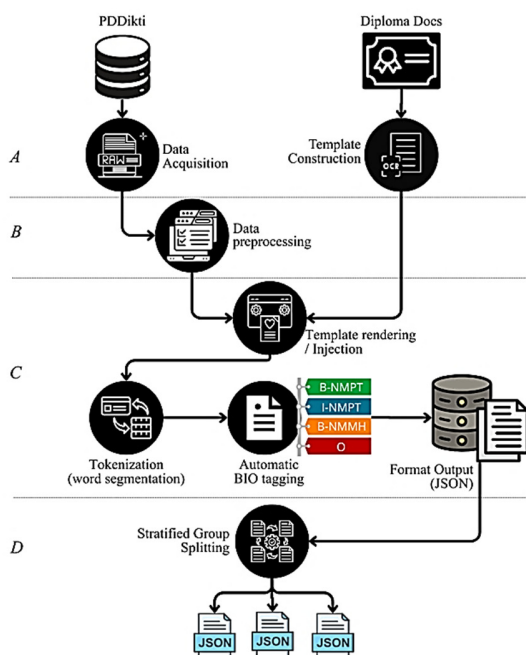 PDDikti
Diploma Docs
A
RAW
Data
Acquisition
OCR
Template
Construction
B
Data
preprocessing
Template rendering
/ Injection
C
B-NMPT
I-NMPT
B-NMMH
O
Tokenization
(word segmentation)
Automatic
BIO tagging
Format Output
(JSON)
D
Stratified Group
Splitting
JSON
JSON
JSON